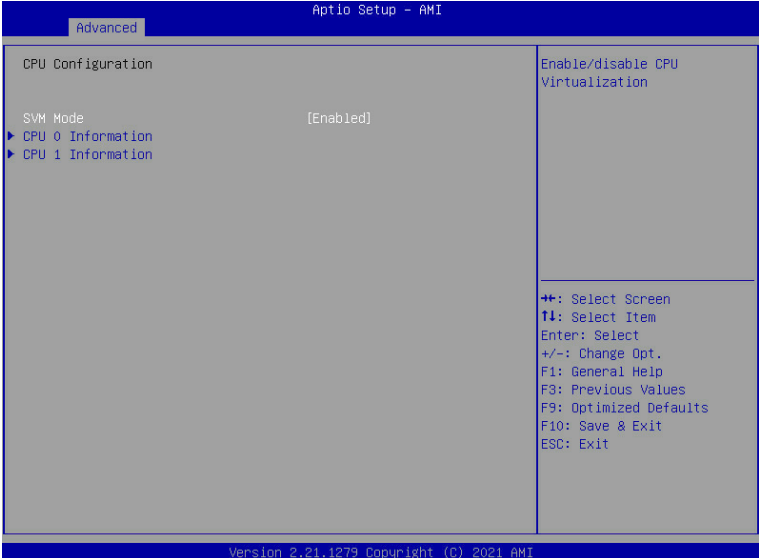 Aptio Setup – AMI
Advanced
CPU Configuration
SVM Mode [Enabled]
CPU 0 Information
CPU 1 Information
Enable/disable CPU
Virtualization
→←: Select Screen
↑↓: Select Item
Enter: Select
+/-: Change Opt.
F1: General Help
F3: Previous Values
F9: Optimized Defaults
F10: Save & Exit
ESC: Exit
Version 2.21.1279 Copyright (C) 2021 AMI